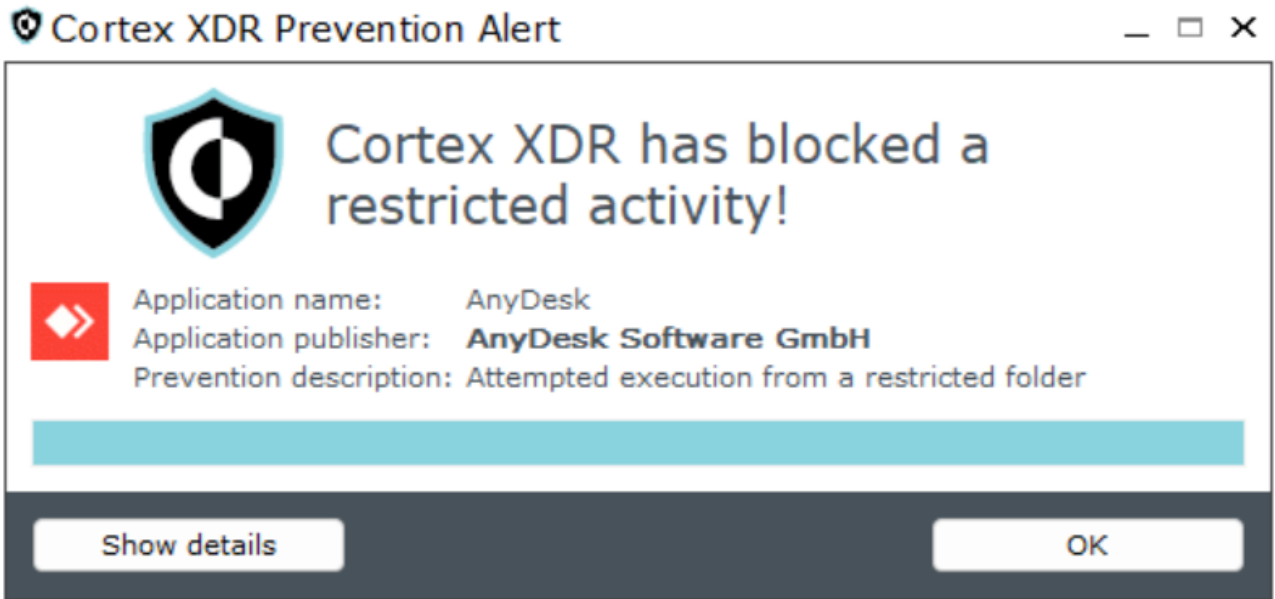 Cortex XDR Prevention Alert
Cortex XDR has blocked a
restricted activity!
Application name: AnyDesk
Application publisher: AnyDesk Software GmbH
Prevention description: Attempted execution from a restricted folder
Show details OK